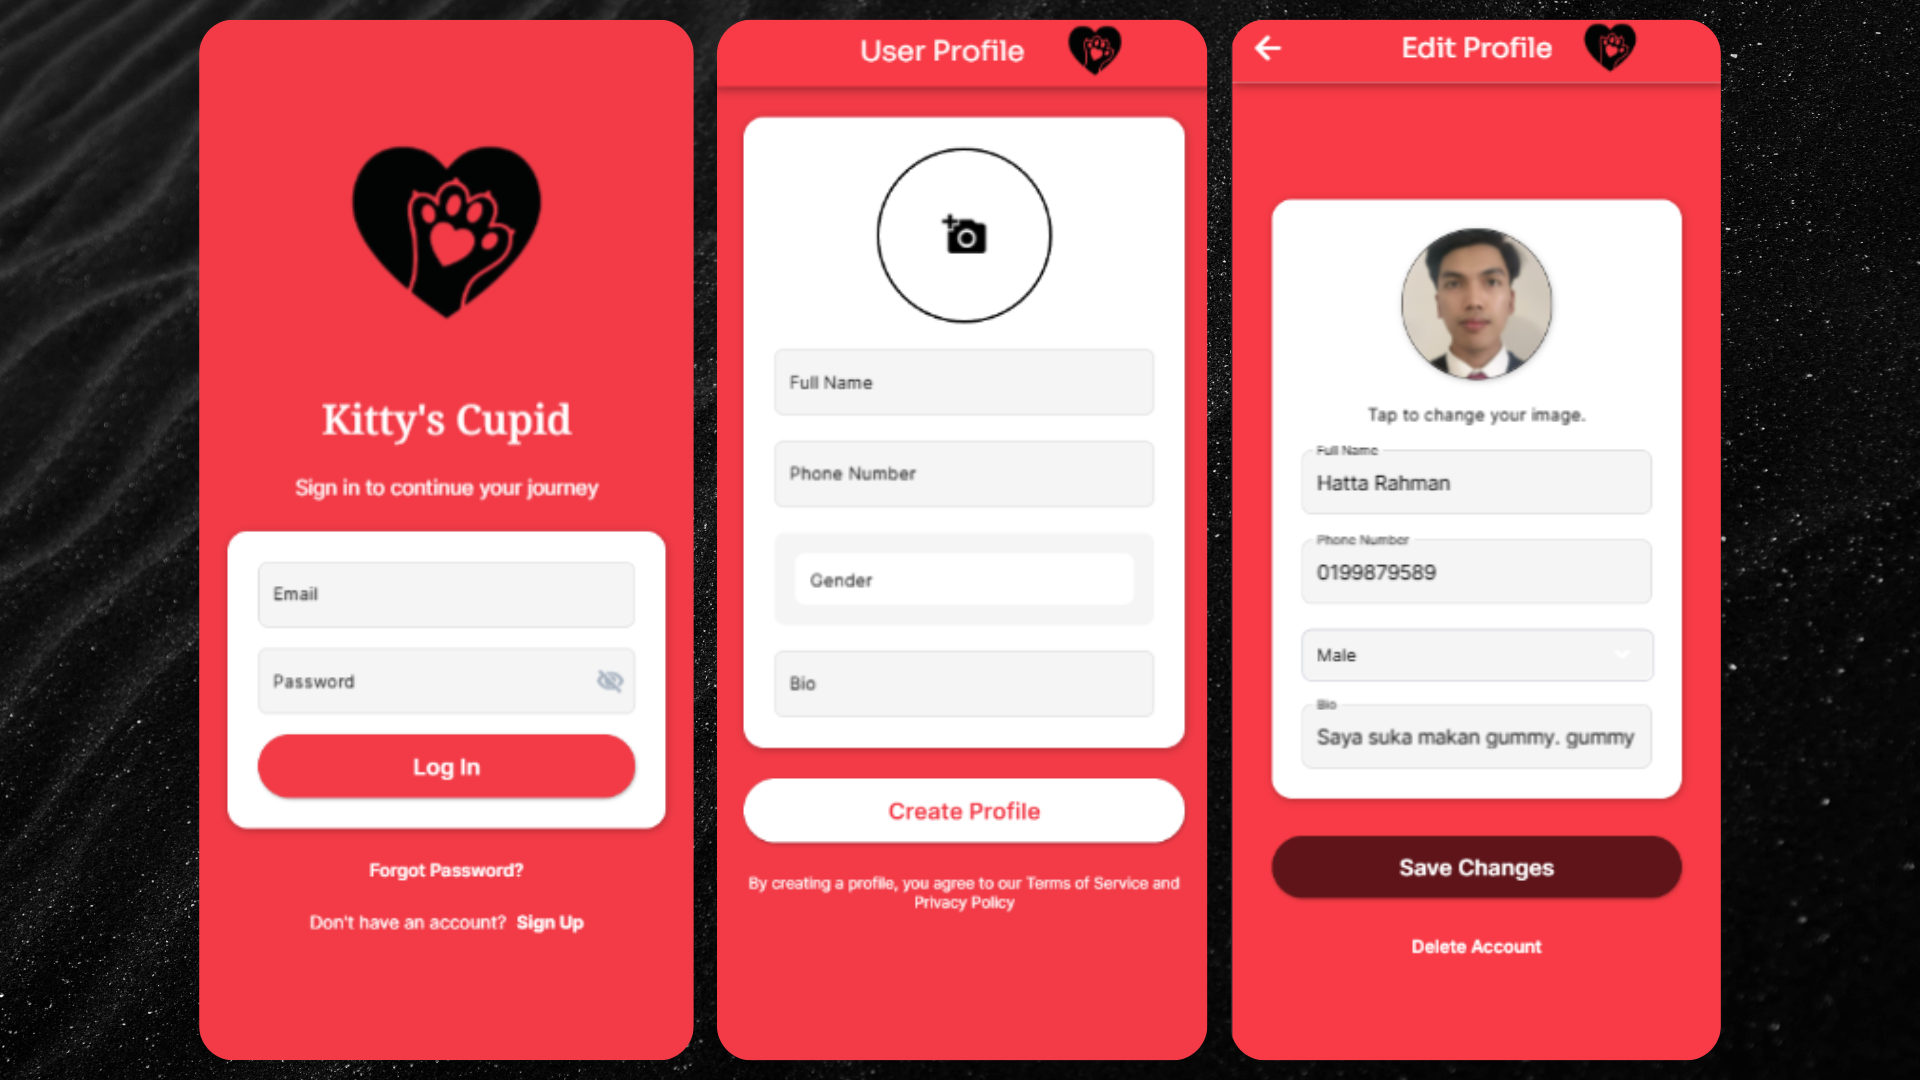 Kitty's Cupid
Sign in to continue your journey
Email
Password
Log In
Forgot Password?
Don't have an account? Sign Up
User Profile
Full Name
Phone Number
Gender
Bio
Create Profile
By creating a profile, you agree to our Terms of Service and
Privacy Policy
Edit Profile
Tap to change your image.
Full Name
Hatta Rahman
Phone Number
0199879589
Male
Bio
Saya suka makan gummy. gummy
Save Changes
Delete Account